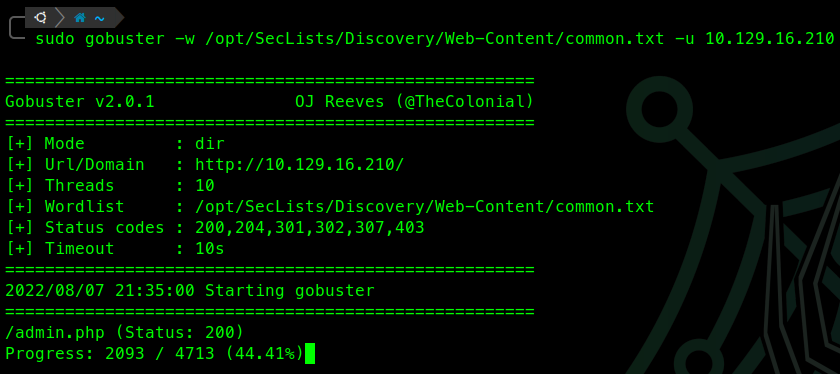 ~
sudo gobuster -w /opt/SecLists/Discovery/Web-Content/common.txt -u 10.129.16.210
=====================================================
Gobuster v2.0.1              OJ Reeves (@TheColonial)
=====================================================
[+] Mode         : dir
[+] Url/Domain   : http://10.129.16.210/
[+] Threads      : 10
[+] Wordlist     : /opt/SecLists/Discovery/Web-Content/common.txt
[+] Status codes : 200,204,301,302,307,403
[+] Timeout      : 10s
=====================================================
2022/08/07 21:35:00 Starting gobuster
=====================================================
/admin.php (Status: 200)
Progress: 2093 / 4713 (44.41%)